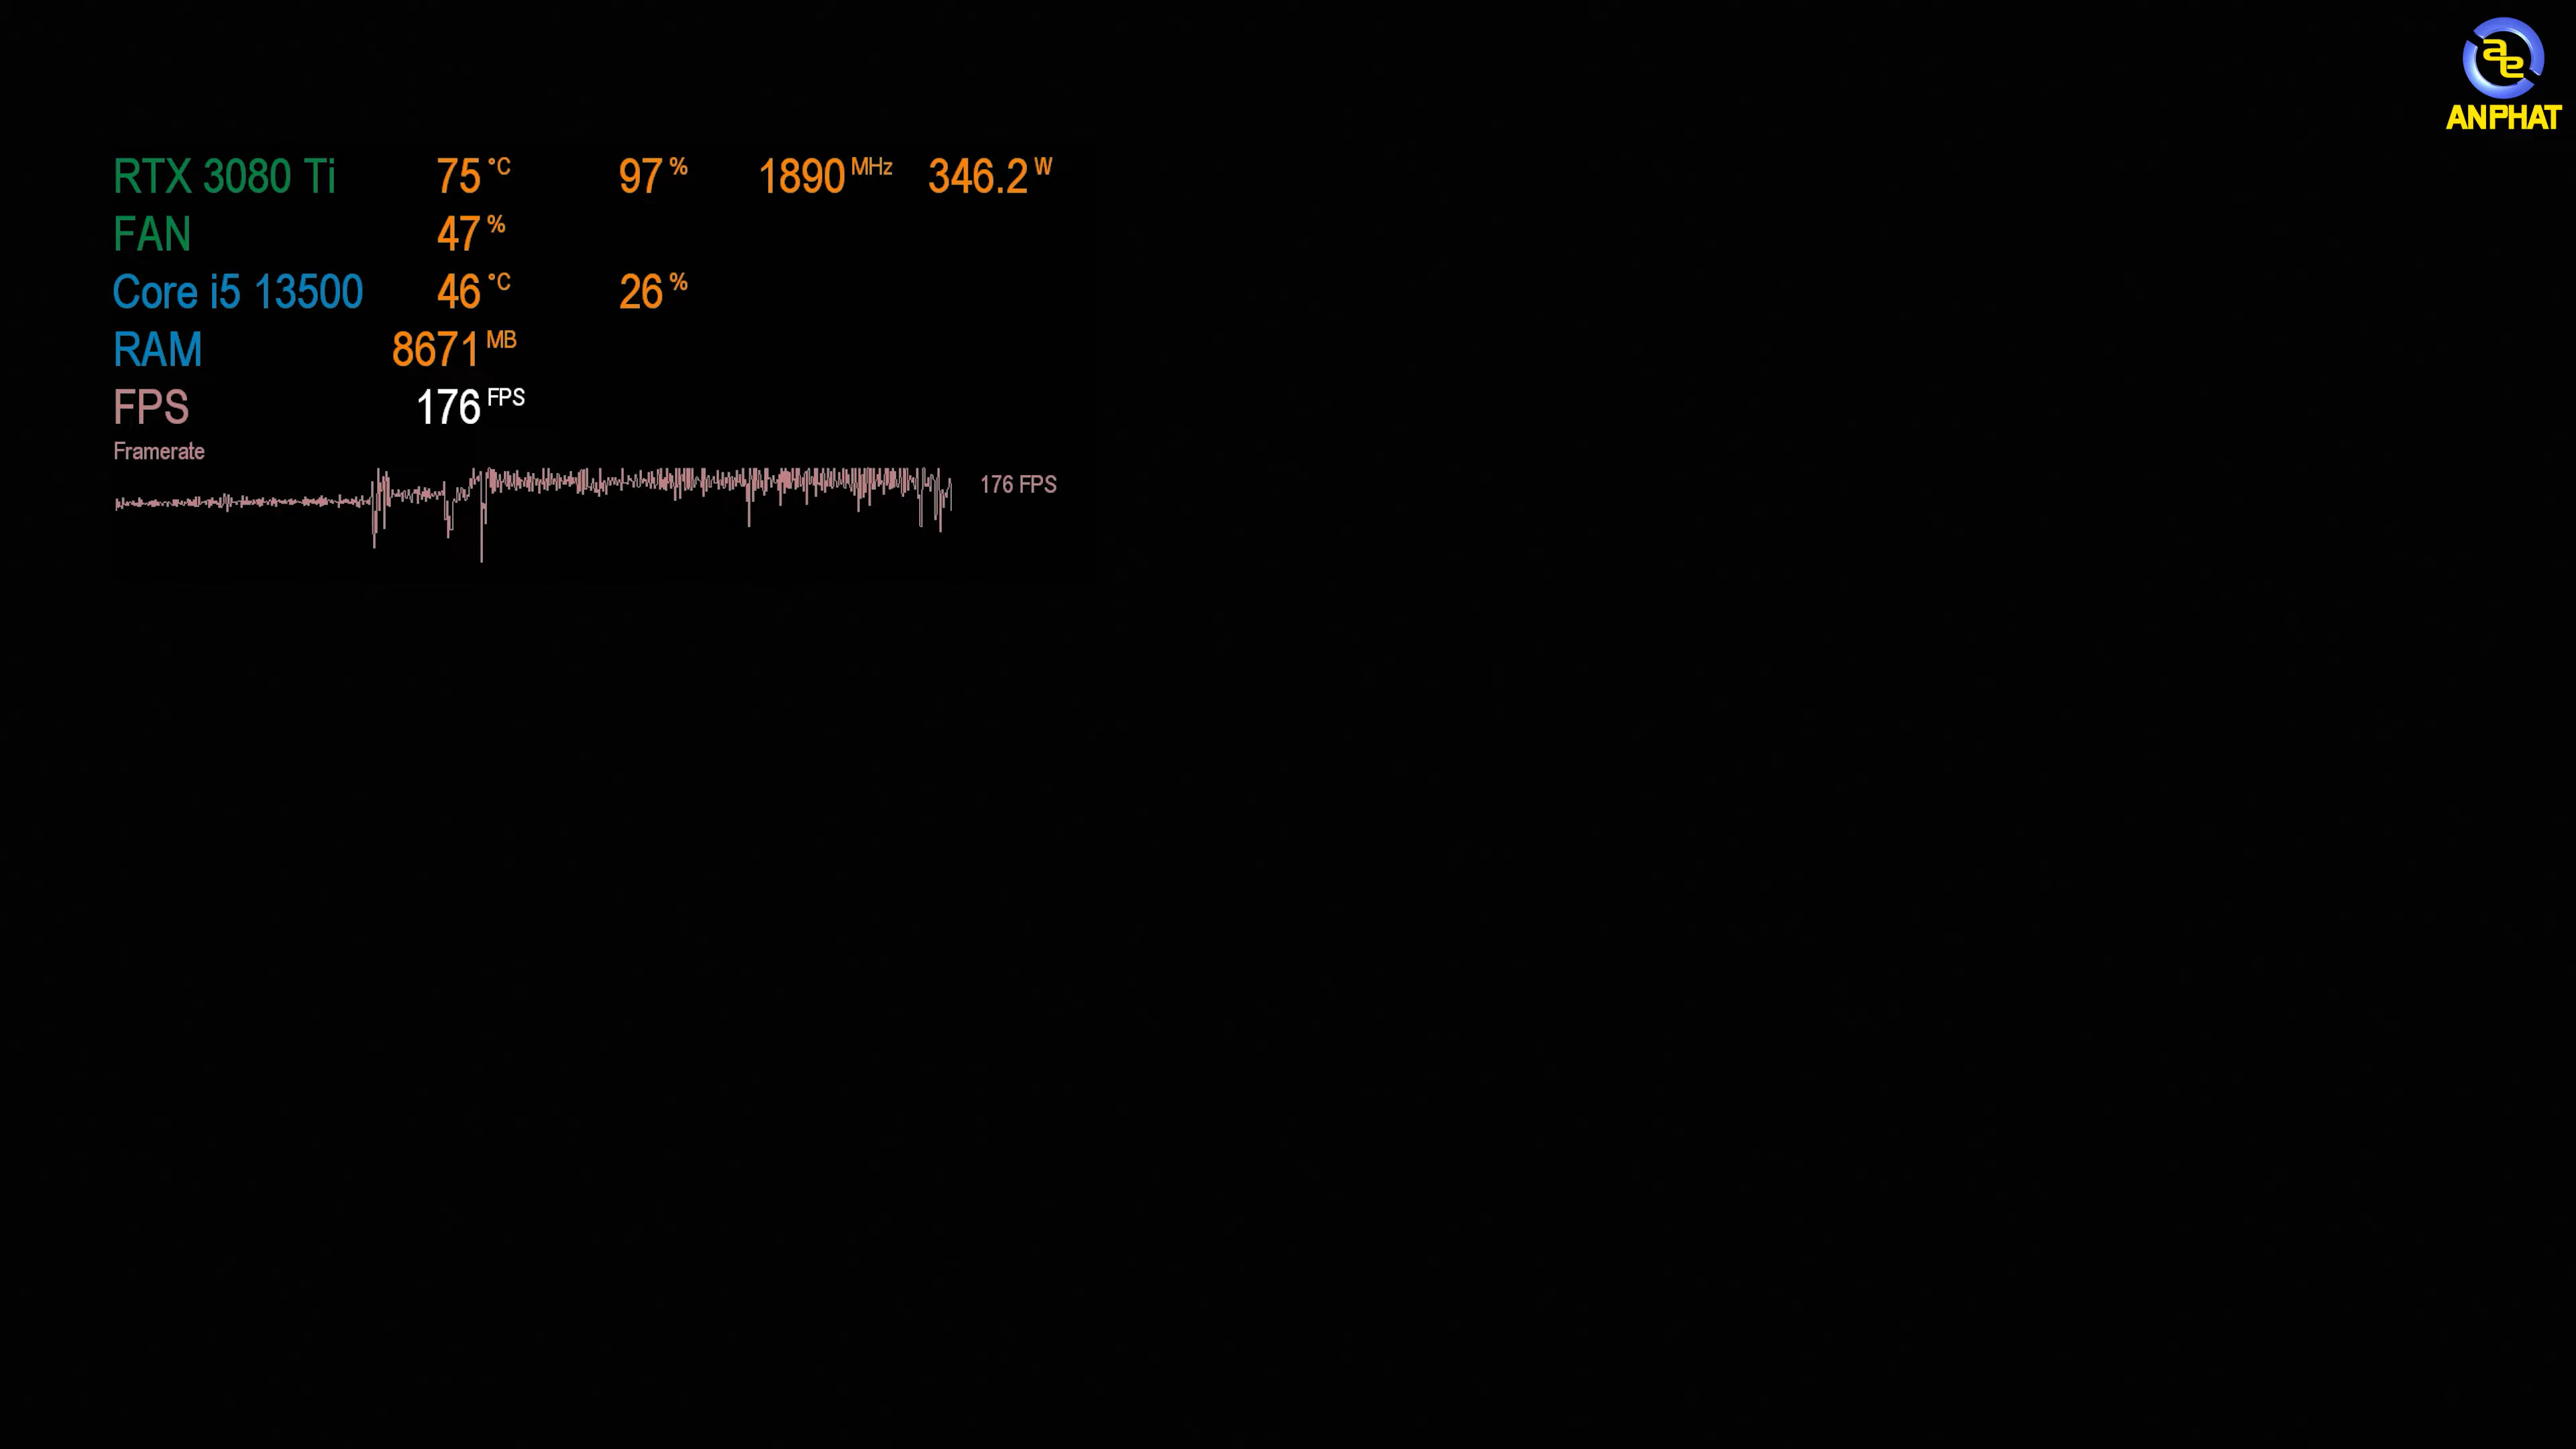 ae
ANPHAT
RTX 3080 Ti 75 °C 97 % 1890 MHz 346.2 W
FAN 47 %
Core i5 13500 46 °C 26 %
RAM 8671 MB
FPS 176 FPS
Framerate
176 FPS